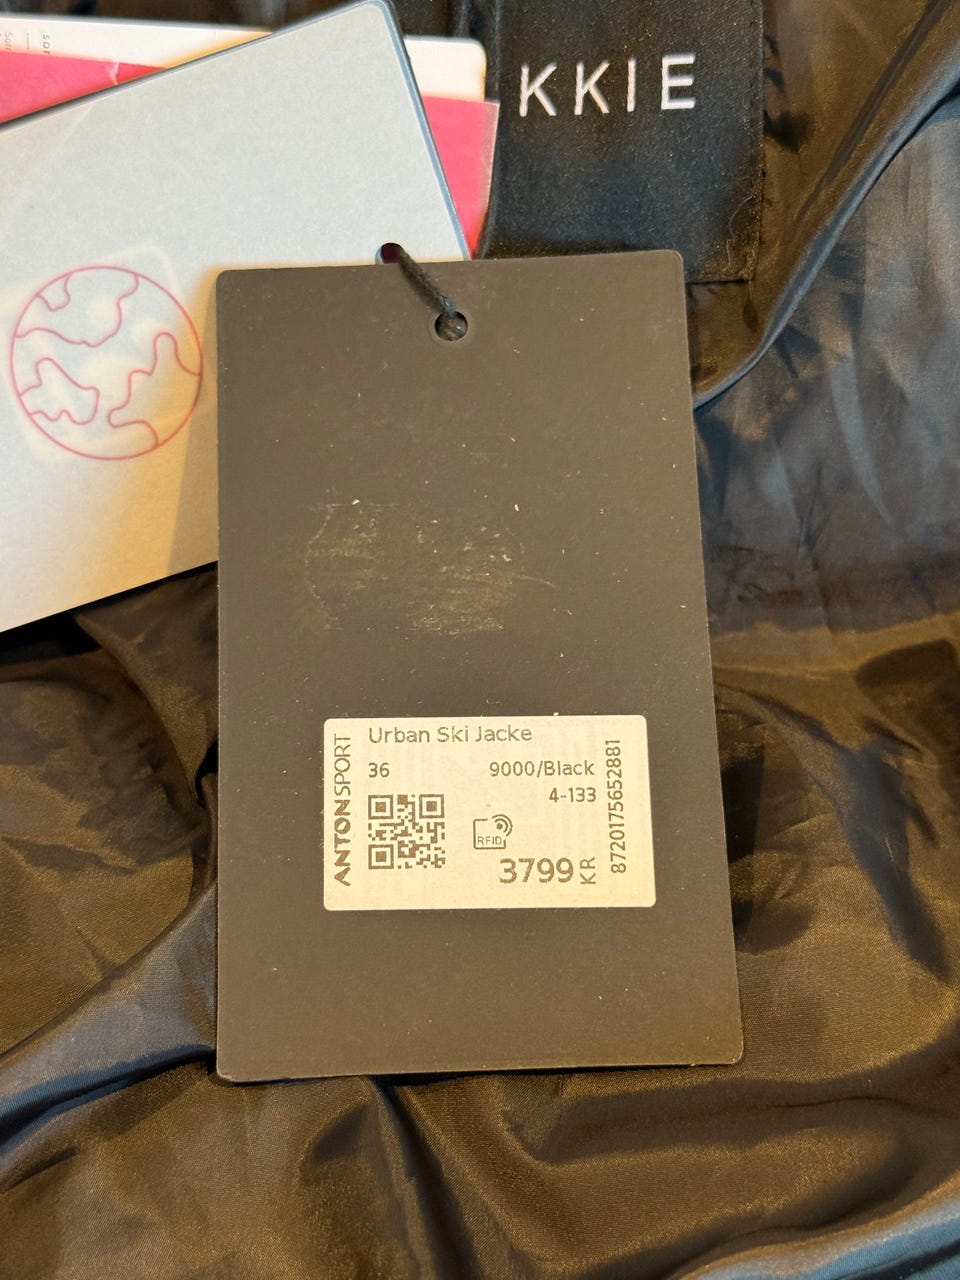 KKIE
ANTONSPORT
Urban Ski Jacke
36
9000/Black
4-133
RFID
3799 KR
8720175652881